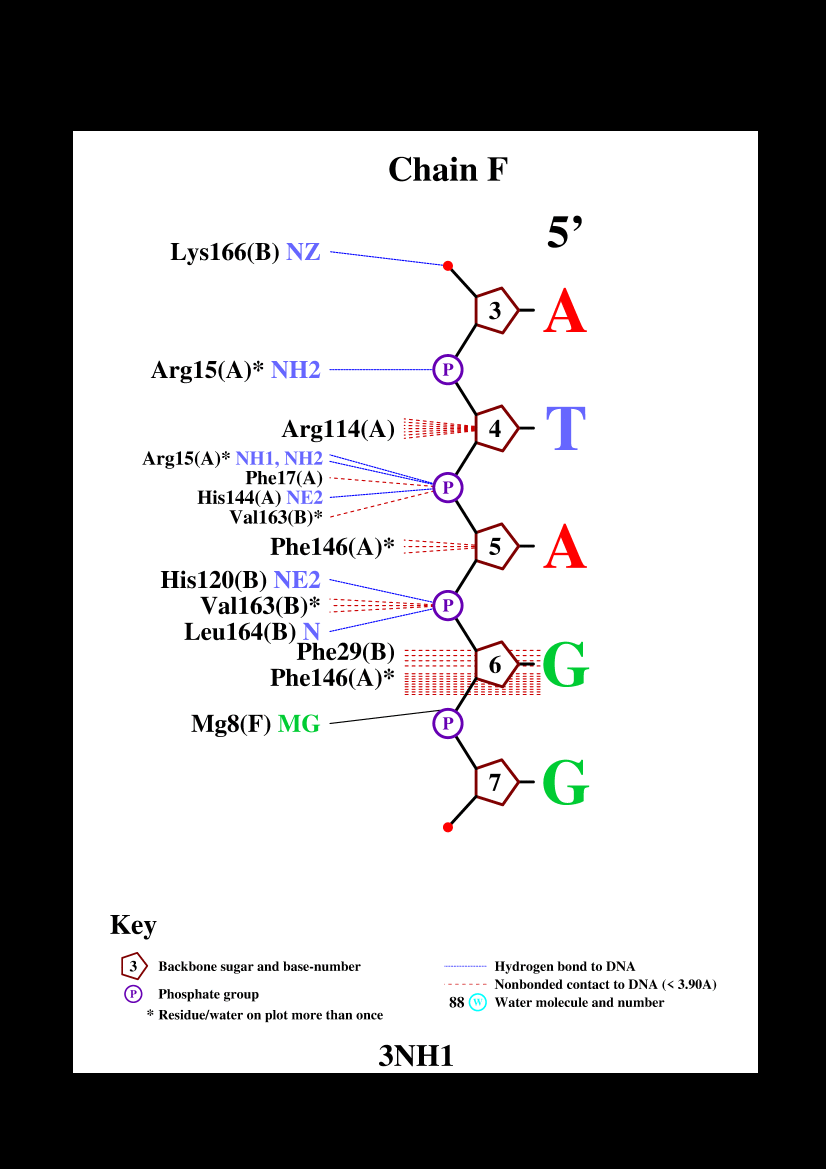 Chain F
5’
Lys166(B) NZ
3 A
Arg15(A)* NH2 P
Arg114(A) 4 T
Arg15(A)* NH1, NH2
Phe17(A)
P
His144(A) NE2
Val163(B)*
Phe146(A)* 5 A
His120(B) NE2
Val163(B)* P
Leu164(B) N
Phe29(B)
6 G
Phe146(A)*
Mg8(F) MG P
7 G
Key
3 Backbone sugar and base-number
P Phosphate group
* Residue/water on plot more than once
Hydrogen bond to DNA
Nonbonded contact to DNA (< 3.90A)
88 W Water molecule and number
3NH1